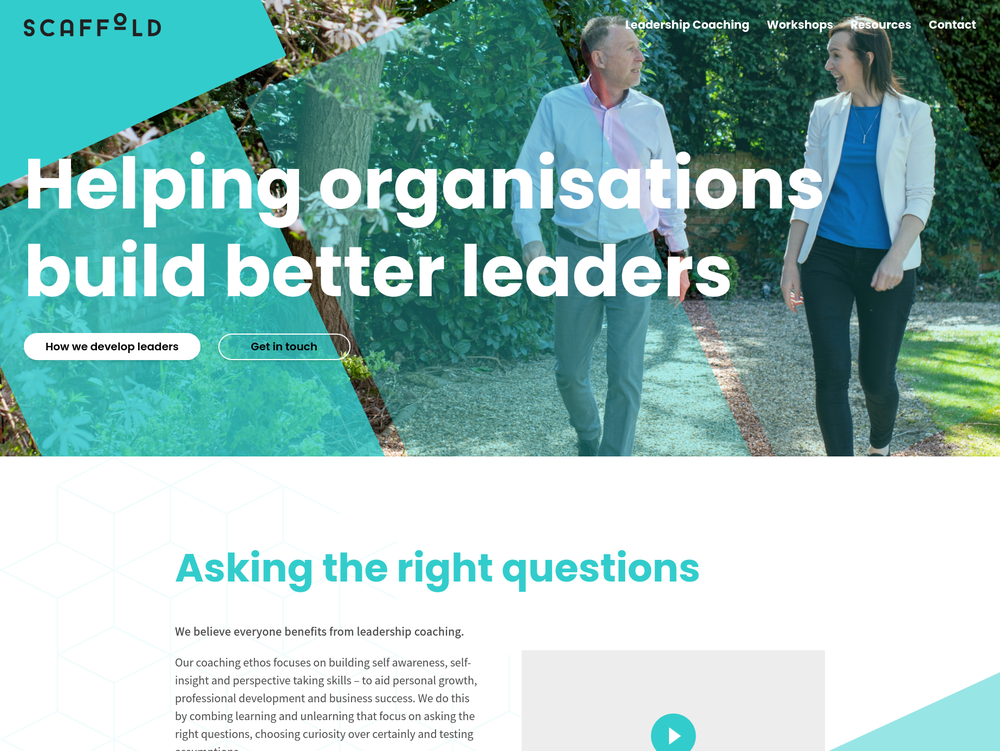 SCAFFOLD
Leadership Coaching Workshops Resources Contact
Helping organisations
build better leaders
How we develop leaders Get in touch
Asking the right questions
We believe everyone benefits from leadership coaching.
Our coaching ethos focuses on building self awareness, self-
insight and perspective taking skills – to aid personal growth,
professional development and business success. We do this
by combing learning and unlearning that focus on asking the
right questions, choosing curiosity over certainly and testing